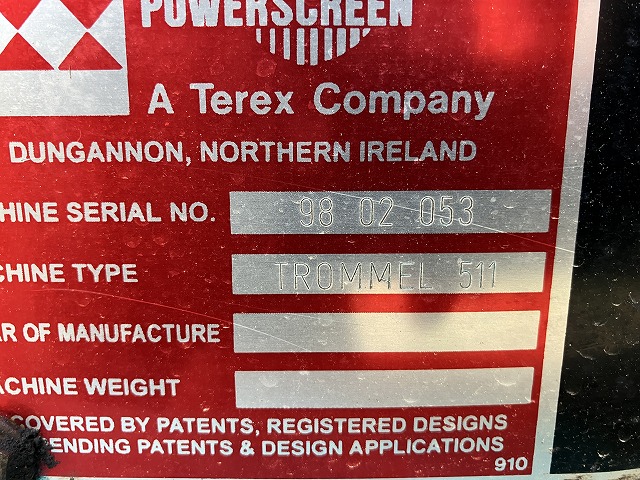 POWERSCREEN
A Terex Company
DUNGANNON, NORTHERN IRELAND
HINE SERIAL NO. 98 02 053
CHINE TYPE TROMMEL 511
R OF MANUFACTURE
ACHINE WEIGHT
COVERED BY PATENTS, REGISTERED DESIGNS
ENDING PATENTS & DESIGN APPLICATIONS
910